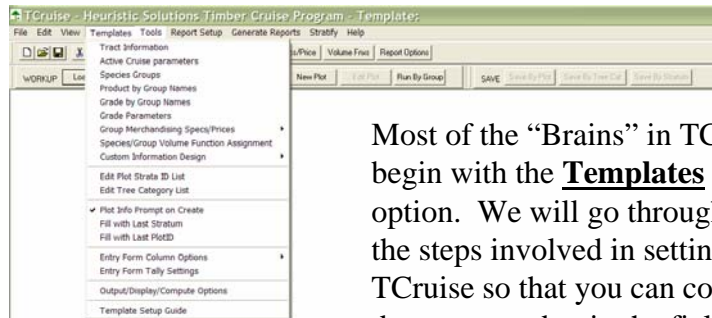 TCruise - Heuristic Solutions Timber Cruise Program - Template:
File Edit View Templates Tools Report Setup Generate Reports Stratify Help
s/Price Volume Fnxs Report Options
WORKUP New Plot Edit Plot Run By Group SAVE Save By Plot Save By Tree Cat Save By Stratum
Tract Information
Active Cruise parameters
Species Groups
Product by Group Names
Grade by Group Names
Grade Parameters
Group Merchandising Specs/Prices
Species/Group Volume Function Assignment
Custom Information Design
Edit Plot Strata ID List
Edit Tree Category List
Plot Info Prompt on Create
Fill with Last Stratum
Fill with Last PlotID
Entry Form Column Options
Entry Form Tally Settings
Output/Display/Compute Options
Template Setup Guide
Most of the “Brains” in TC
begin with the Templates
option. We will go through
the steps involved in settin
TCruise so that you can co